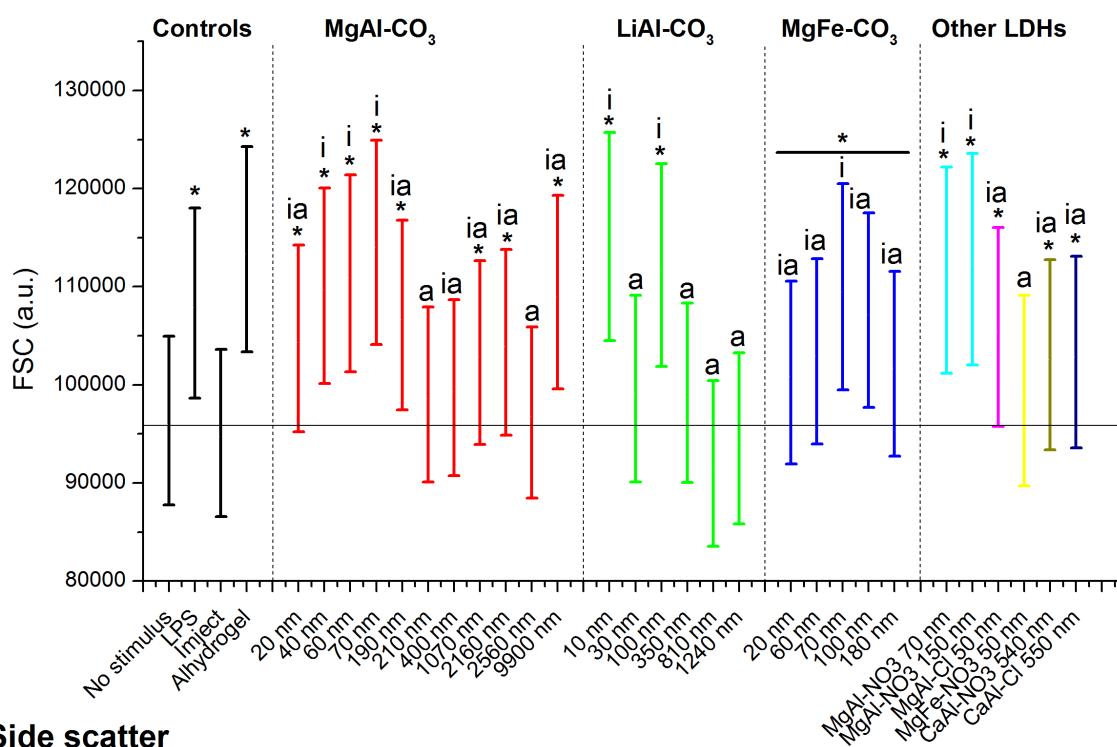 Controls MgAl-CO3 LiAl-CO3 MgFe-CO3 Other LDHs
FSC (a.u.)
130000
120000
110000
100000
90000
80000
*
*
ia
*
i
*
i
*
i
*
ia
*
a
ia
ia
*
ia
*
a
ia
*
i
*
a
i
*
a
a
a
*
ia
ia
i
ia
ia
i
*
i
*
ia
*
a
ia
*
ia
*
No stimulus
LPS
Imject
Alhydrogel
20 nm
40 nm
60 nm
70 nm
190 nm
210 nm
400 nm
1070 nm
2160 nm
2560 nm
9900 nm
10 nm
30 nm
100 nm
350 nm
810 nm
1240 nm
20 nm
60 nm
70 nm
100 nm
180 nm
MgAl-NO3 70 nm
MgAl-NO3 150 nm
MgAl-Cl 50 nm
MgFe-NO3 50 nm
CaAl-NO3 540 nm
CaAl-Cl 550 nm
Side scatter